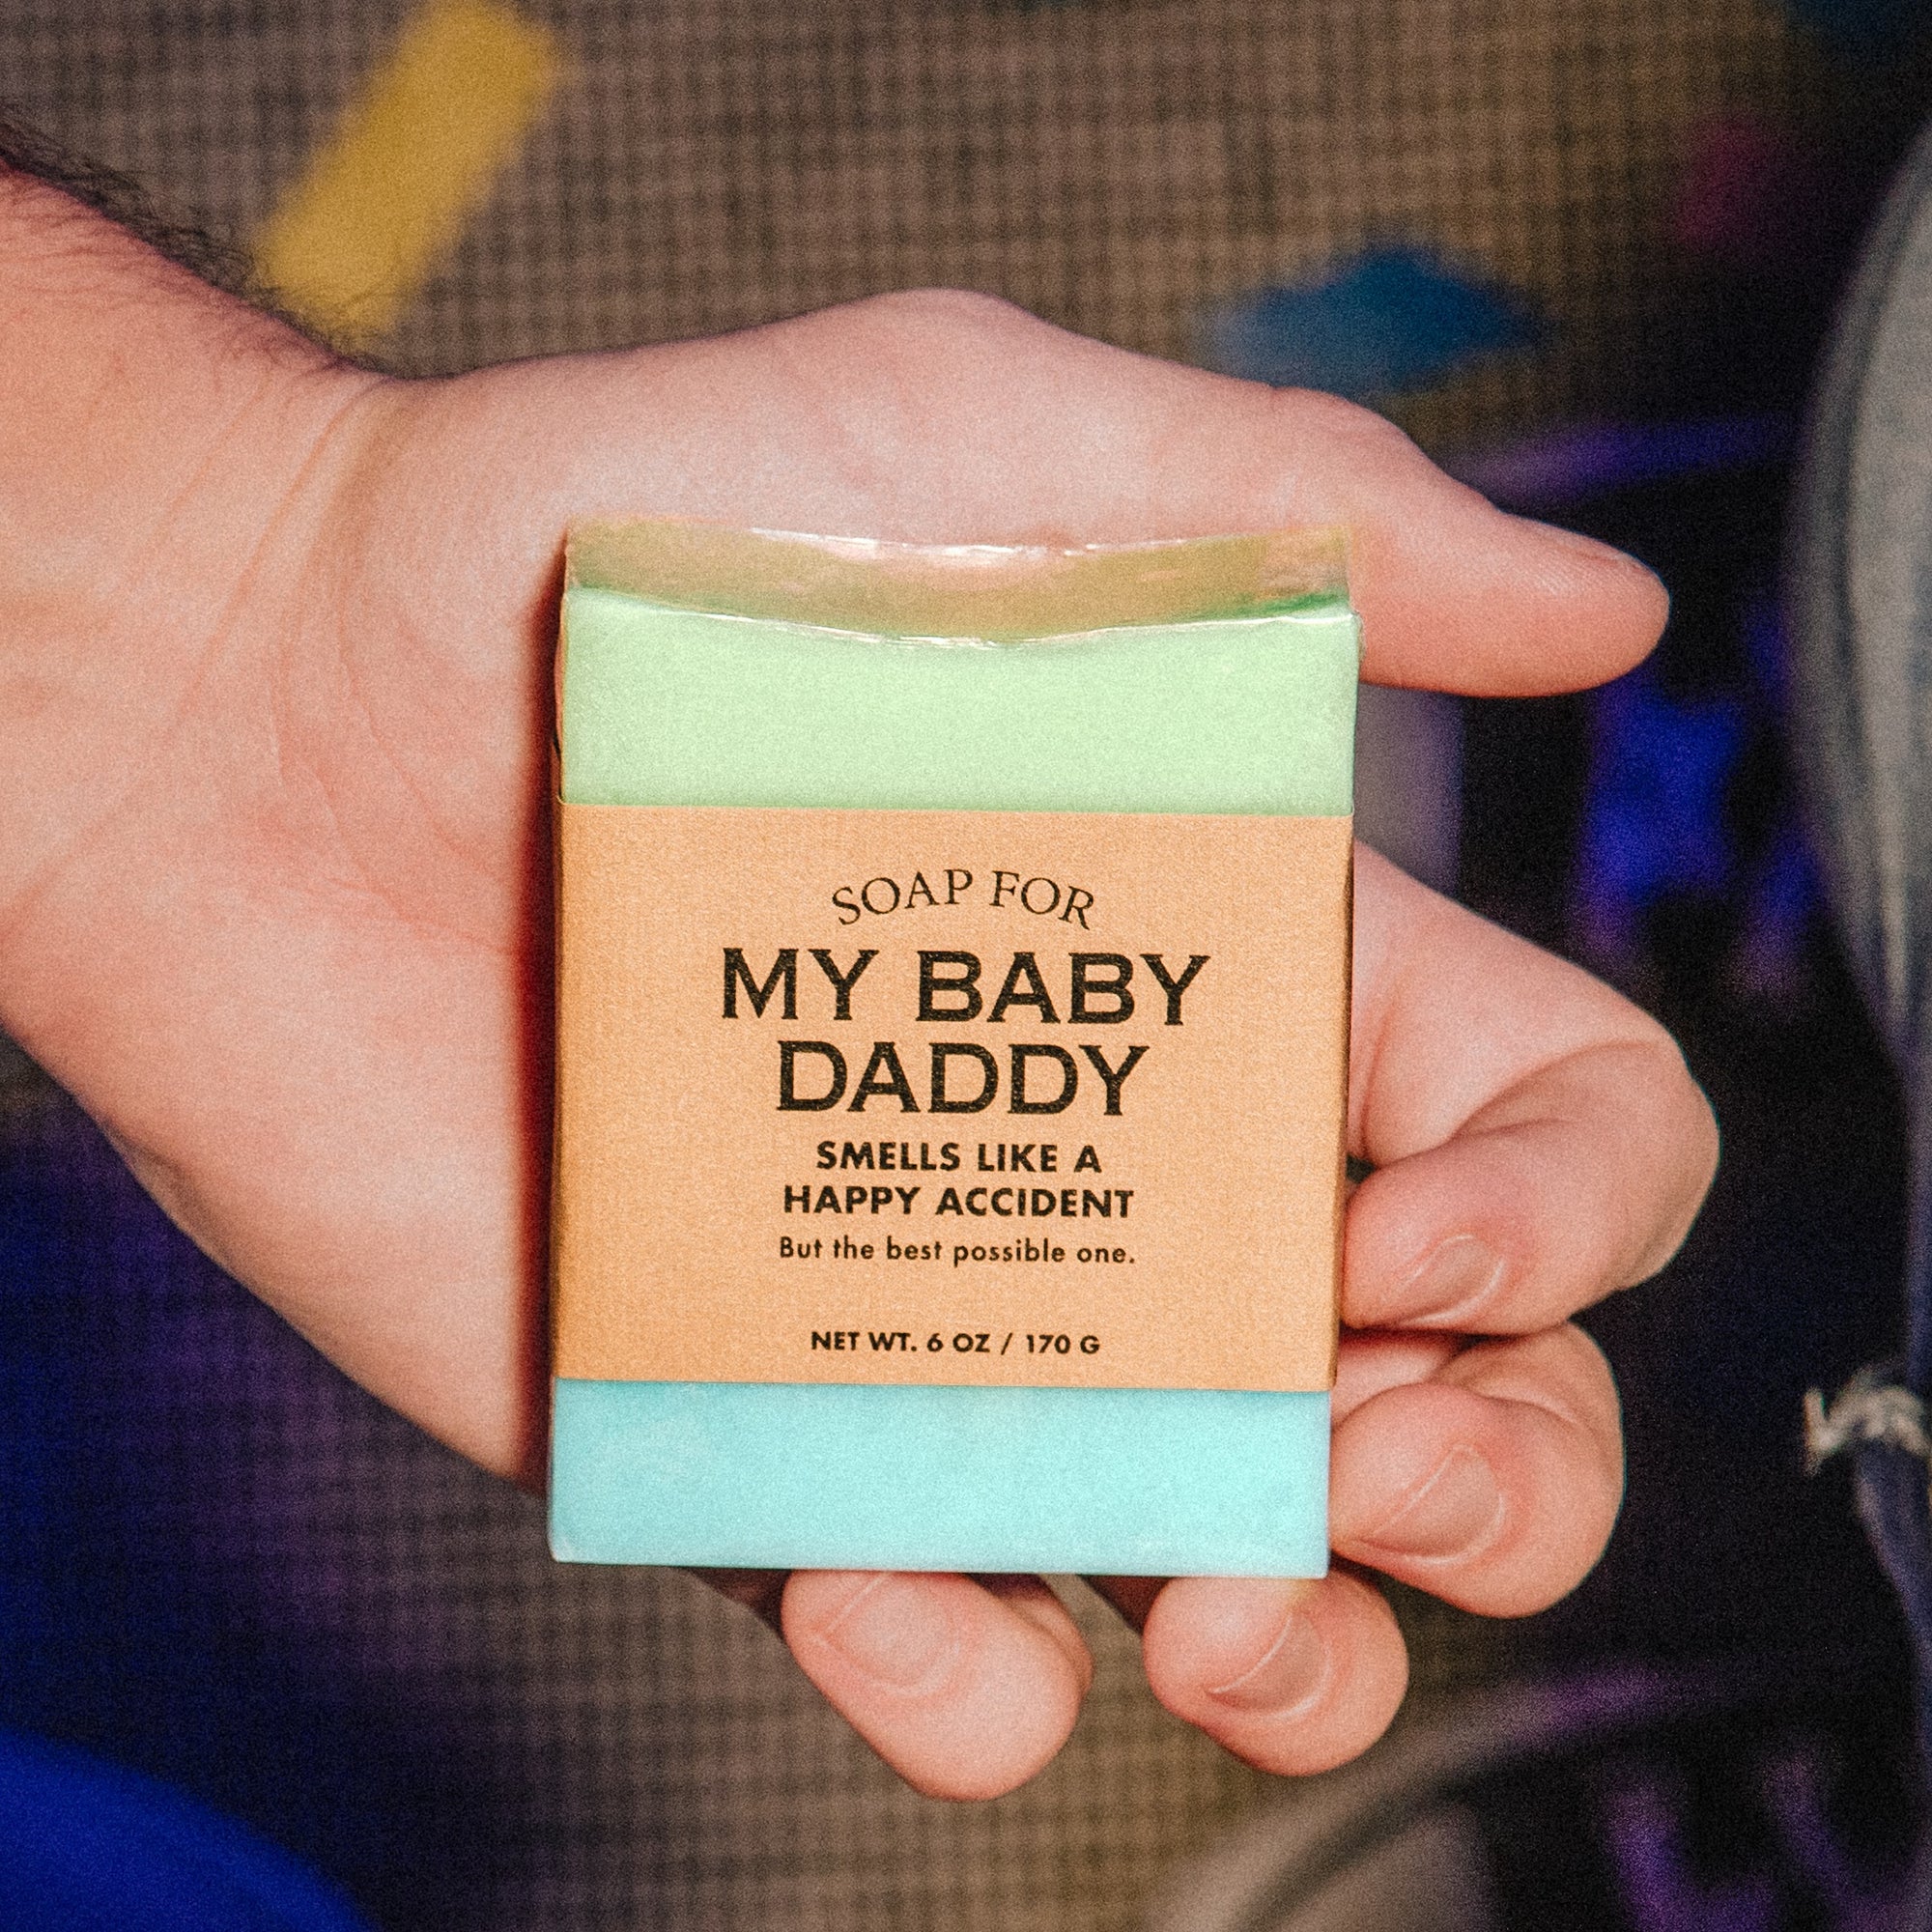 SOAP FOR
MY BABY
DADDY
SMELLS LIKE A
HAPPY ACCIDENT
But the best possible one.
NET WT. 6 OZ / 170 G